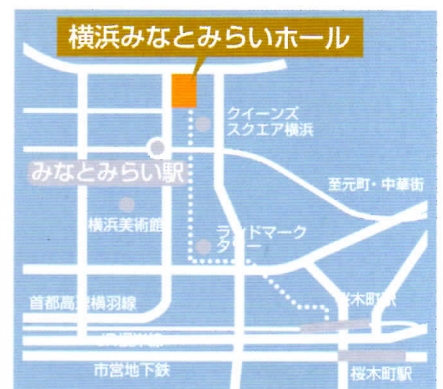 横浜みなとみらいホール
クイーンズ
スクエア横浜
みなとみらい駅
至元町・中華街
横浜美術館
ランドマーク
タワー
首都高速横羽線
桜木町駅
市営地下鉄
桜木町駅